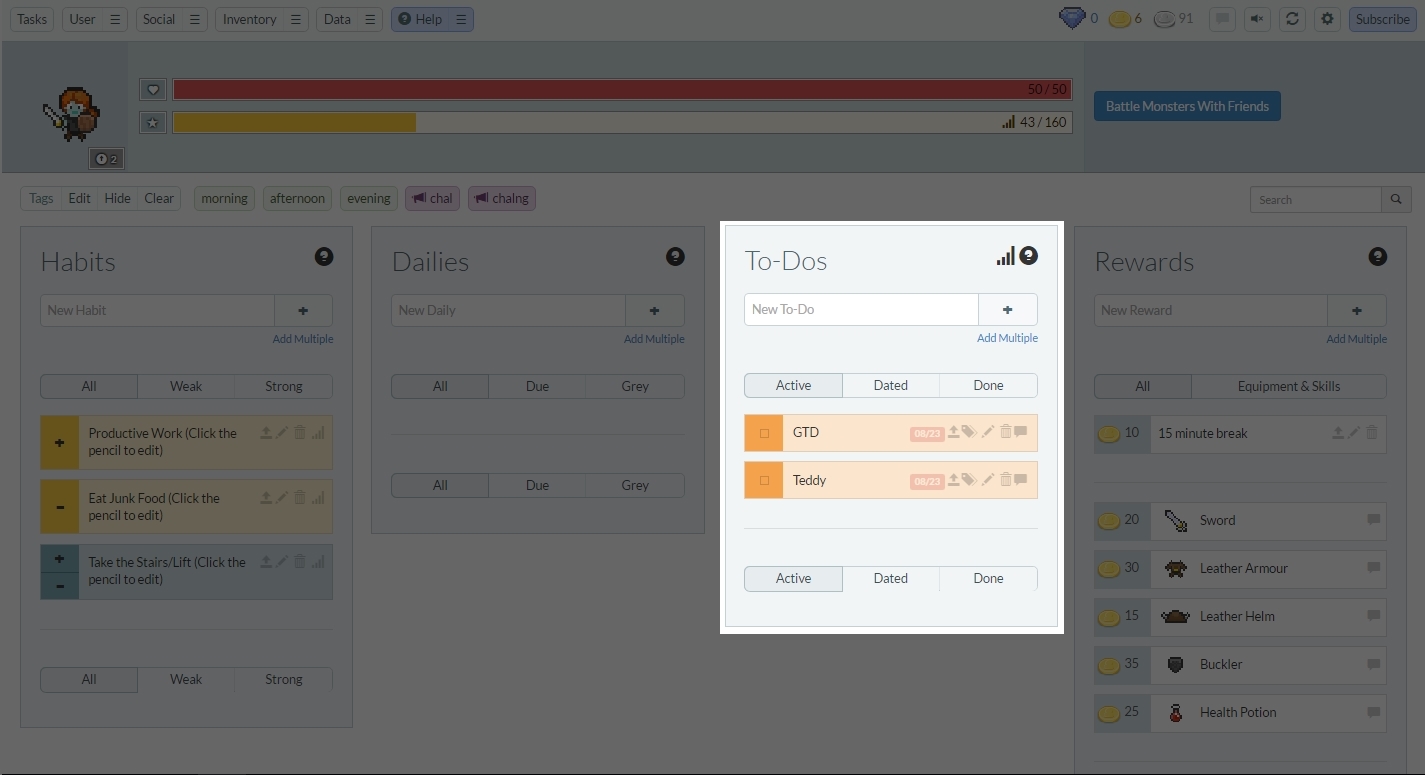 Tasks User Social Inventory Data Help 0 6 91 Subscribe
50 / 50
43 / 160
2
Battle Monsters With Friends
Tags Edit Hide Clear morning afternoon evening chal chalng
Search
Habits
New Habit
Add Multiple
All Weak Strong
Productive Work (Click the
pencil to edit)
Eat Junk Food (Click the
pencil to edit)
Take the Stairs/Lift (Click the
pencil to edit)
All Weak Strong
Dailies
New Daily
Add Multiple
All Due Grey
All Due Grey
To-Dos
New To-Do
Add Multiple
Active Dated Done
GTD 08/23
Teddy 08/23
Active Dated Done
Rewards
New Reward
Add Multiple
All Equipment & Skills
10 15 minute break
20 Sword
30 Leather Armour
15 Leather Helm
35 Buckler
25 Health Potion